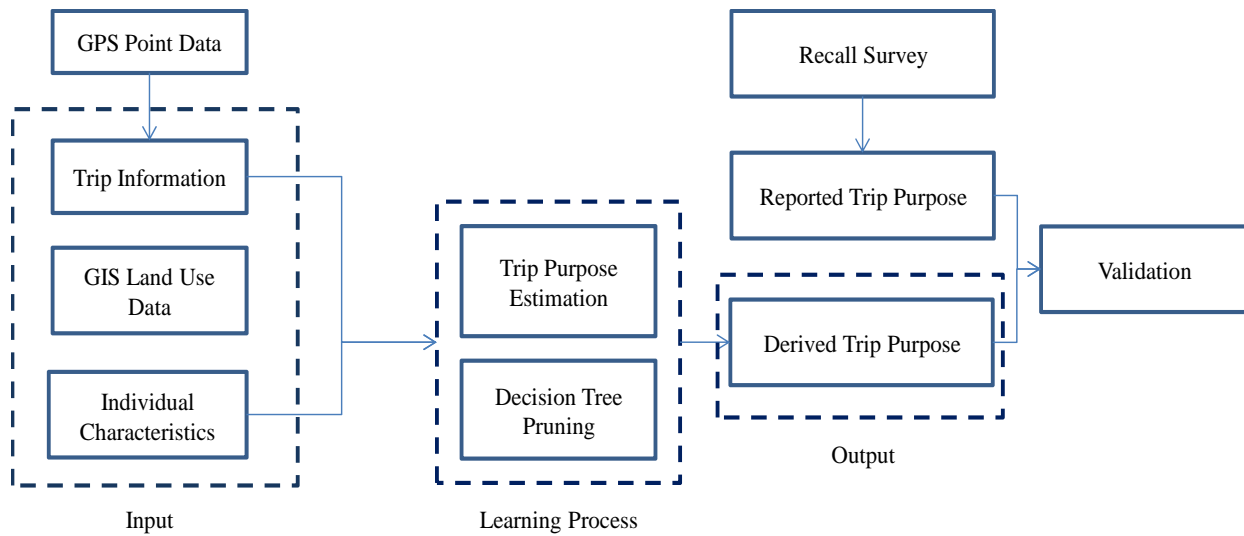 GPS Point Data
Trip Information
GIS Land Use
Data
Individual
Characteristics
Input
Trip Purpose
Estimation
Decision Tree
Pruning
Learning Process
Recall Survey
Reported Trip Purpose
Derived Trip Purpose
Output
Validation